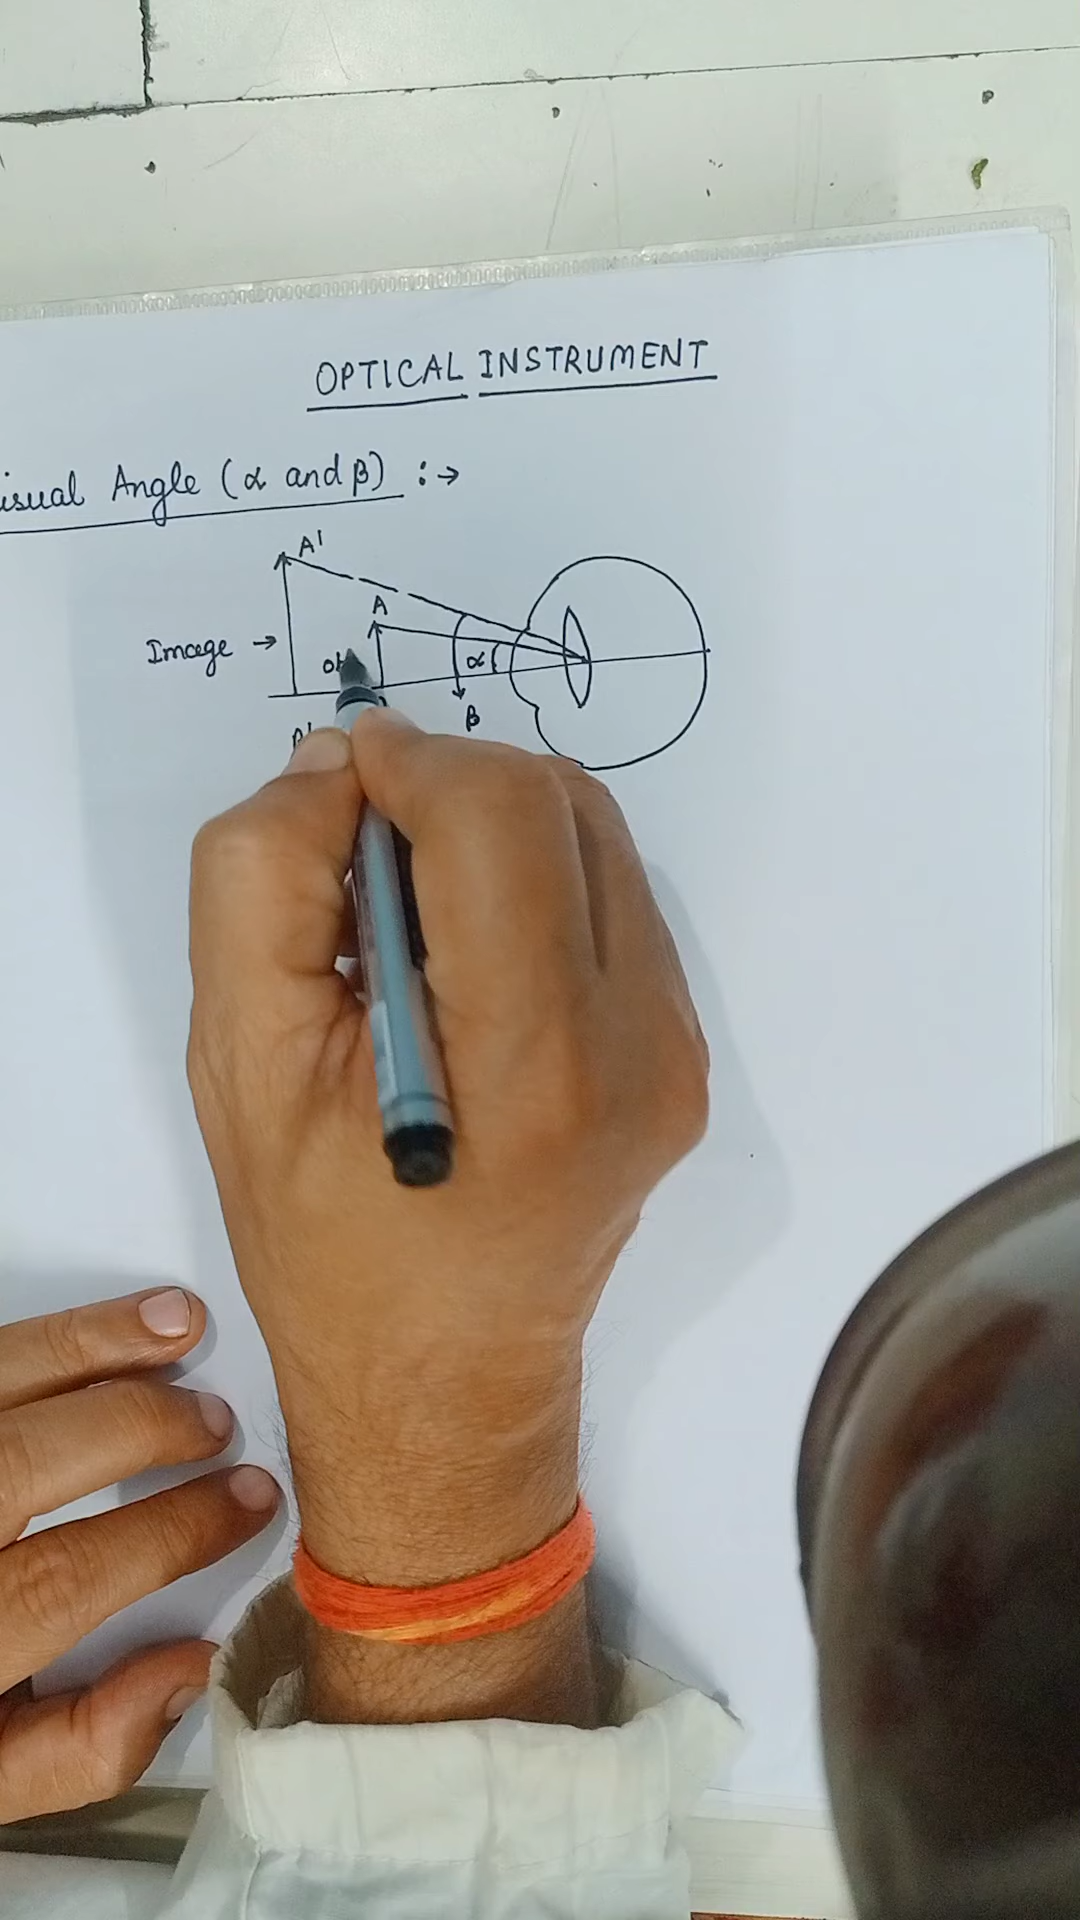 OPTICAL INSTRUMENT
isual Angle (α and β) :→
A'
A
Image →
α
β